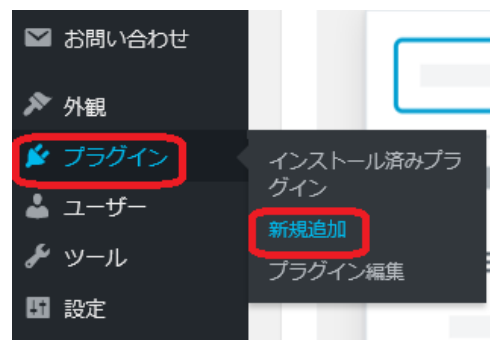 お問い合わせ
外観
プラグイン
インストール済みプラ
グイン
新規追加
プラグイン編集
ユーザー
ツール
設定